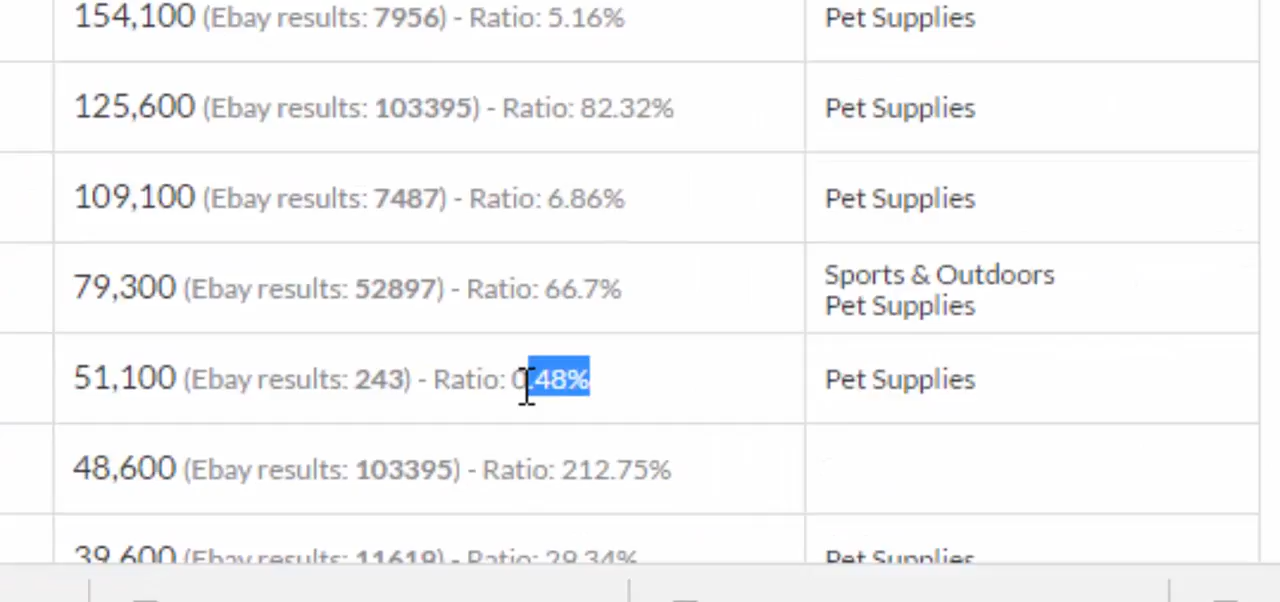 154,100 (Ebay results: 7956) - Ratio: 5.16% Pet Supplies
125,600 (Ebay results: 103395) - Ratio: 82.32% Pet Supplies
109,100 (Ebay results: 7487) - Ratio: 6.86% Pet Supplies
79,300 (Ebay results: 52897) - Ratio: 66.7% Sports & Outdoors
Pet Supplies
51,100 (Ebay results: 243) - Ratio: 0.48% Pet Supplies
48,600 (Ebay results: 103395) - Ratio: 212.75%
39,600 (Ebay results: 11619) - Ratio: 29.34% Pet Supplies